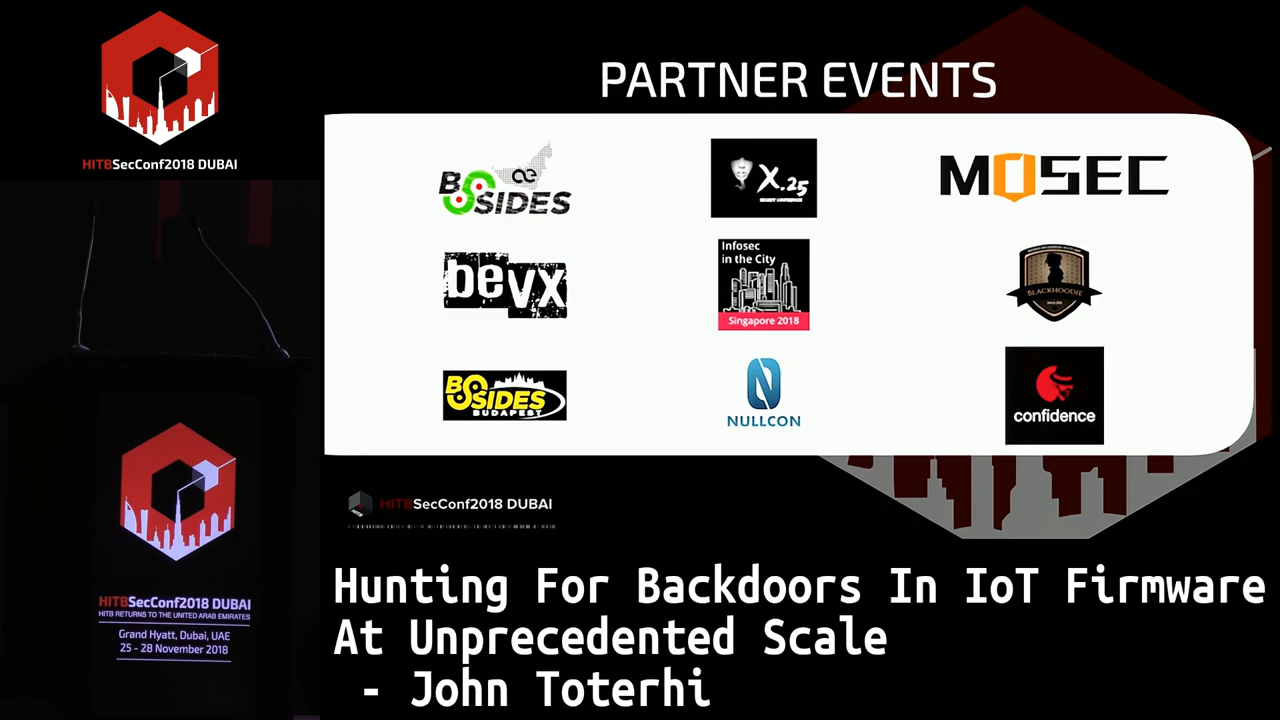 HITBSecConf2018 DUBAI
PARTNER EVENTS
BSIDES
ae
X.25
MOSEC
bevx
Infosec
in the City
Singapore 2018
BLACKHOODIE
BSIDES
BUDAPEST
NULLCON
confidence
HITBSecConf2018 DUBAI
HITBSecConf2018 DUBAI
HITB RETURNS TO THE UNITED ARAB EMIRATES
Grand Hyatt, Dubai, UAE
25 - 28 November 2018
Hunting For Backdoors In IoT Firmware
At Unprecedented Scale
- John Toterhi